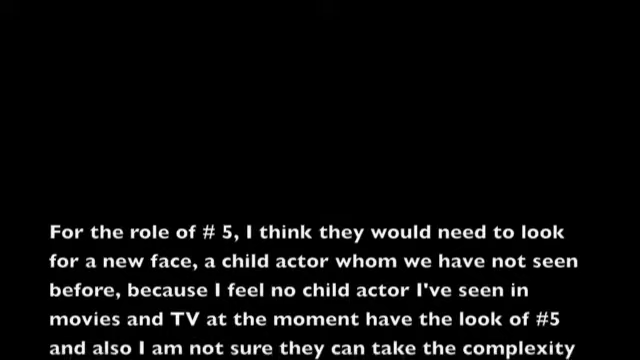 For the role of # 5, I think they would need to look
for a new face, a child actor whom we have not seen
before, because I feel no child actor I've seen in
movies and TV at the moment have the look of #5
and also I am not sure they can take the complexity